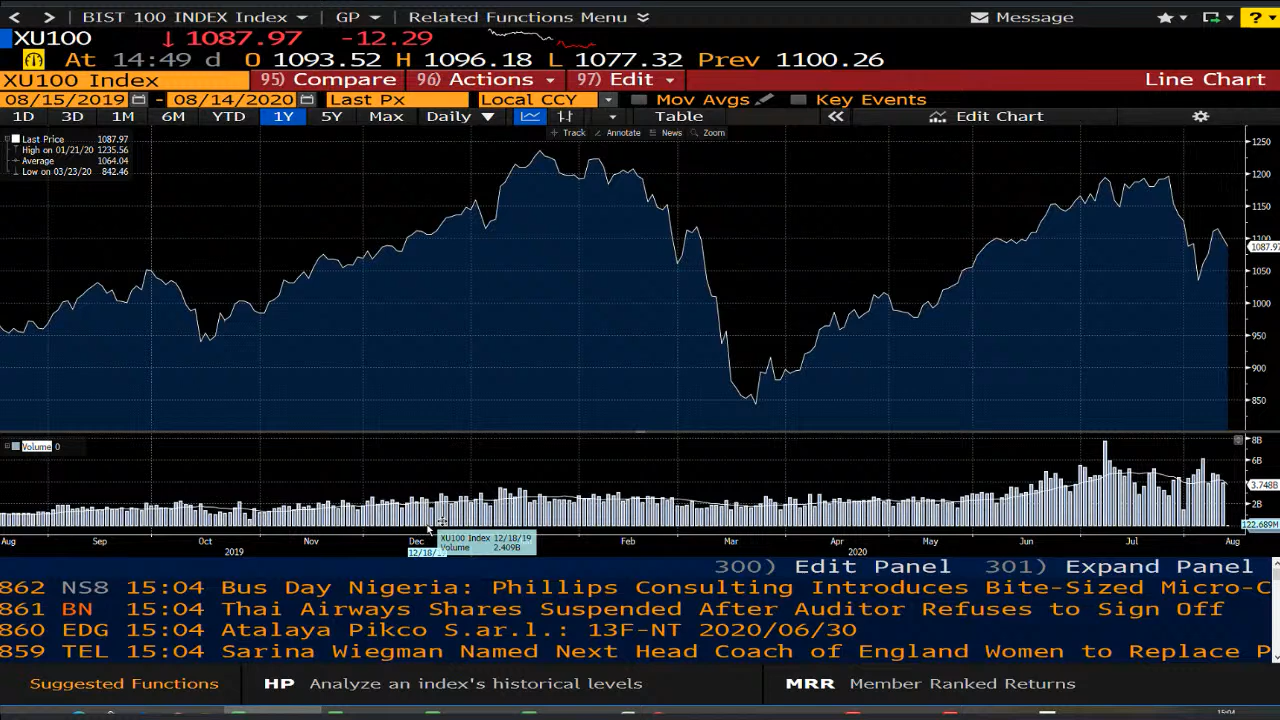 < > BIST 100 INDEX Index GP Related Functions Menu Message ?
XU100 ↓ 1087.97 -12.29
At 14:49 d O 1093.52 H 1096.18 L 1077.32 Prev 1100.26
XU100 Index 95) Compare 96) Actions 97) Edit Line Chart
08/15/2019 - 08/14/2020 Last Px Local CCY Mov Avgs Key Events
1D 3D 1M 6M YTD 1Y 5Y Max Daily Table Edit Chart
Track Annotate News Zoom
Last Price 1087.97
High on 01/21/20 1235.56
Average 1064.04
Low on 03/23/20 842.46
1250
1200
1150
1100
1087.97
1050
1000
950
900
850
Volume 0
8B
6B
3.748B
2B
122.689M
XU100 Index 12/18/19
Volume 2.409B
Aug Sep Oct Nov Dec Feb Mar Apr May Jun Jul Aug
2019 12/18/ 2020
300) Edit Panel 301) Expand Panel
862 NS8 15:04 Bus Day Nigeria: Phillips Consulting Introduces Bite-Sized Micro-C
861 BN 15:04 Thai Airways Shares Suspended After Auditor Refuses to Sign Off
860 EDG 15:04 Atalaya Pikco S.ar.l.: 13F-NT 2020/06/30
859 TEL 15:04 Sarina Wiegman Named Next Head Coach of England Women to Replace P
Suggested Functions HP Analyze an index's historical levels MRR Member Ranked Returns
15:04